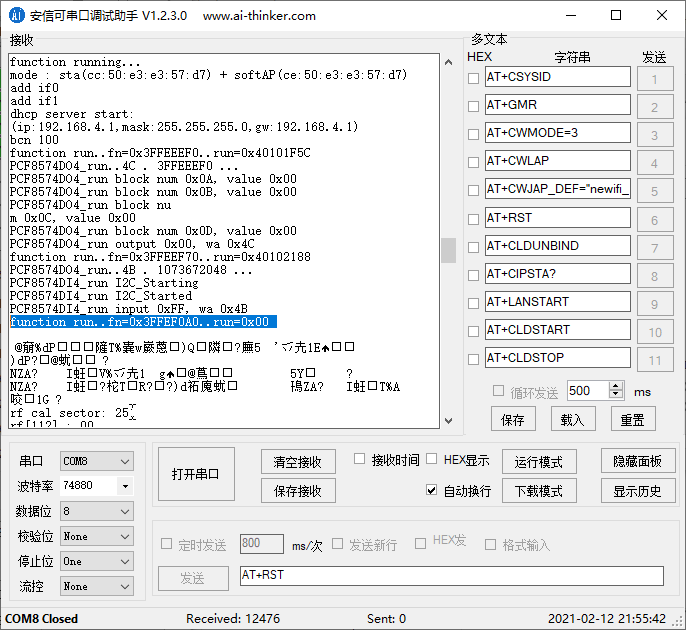 安信可串口调试助手 V1.2.3.0    www.ai-thinker.com
接收
function running...
mode : sta(cc:50:e3:e3:57:d7) + softAP(ce:50:e3:e3:57:d7)
add if0
add if1
dhcp server start:
(ip:192.168.4.1,mask:255.255.255.0,gw:192.168.4.1)
bcn 100
function run..fn=0x3FFEEEF0..run=0x40101F5C
PCF8574DO4_run..4C . 3FFEEEF0 ...
PCF8574DO4_run block num 0x0A, value 0x00
PCF8574DO4_run block num 0x0B, value 0x00
PCF8574DO4_run block nu
m 0x0C, value 0x00
PCF8574DO4_run block num 0x0D, value 0x00
PCF8574DO4_run output 0x00, wa 0x4C
function run..fn=0x3FFEEF70..run=0x40102188
PCF8574DO4_run..4B . 1073672048 ...
PCF8574DI4_run I2C_Starting
PCF8574DI4_run I2C_Started
PCF8574DI4_run input 0xFF, wa 0x4B
function run..fn=0x3FFEF0A0..run=0x00
rf cal sector: 25
rf[112] : 00
多文本
HEX 字符串 发送
AT+CSYSID 1
AT+GMR 2
AT+CWMODE=3 3
AT+CWLAP 4
AT+CWJAP_DEF="newifi_ 5
AT+RST 6
AT+CLDUNBIND 7
AT+CIPSTA? 8
AT+LANSTART 9
AT+CLDSTART 10
AT+CLDSTOP 11
循环发送 500 ms
保存 载入 重置
串口 COM8
波特率 74880
数据位 8
校验位 None
停止位 One
流控 None
打开串口
清空接收 接收时间 HEX显示 运行模式 隐藏面板
保存接收 自动换行 下载模式 显示历史
定时发送 800 ms/次 发送新行 HEX发 格式输入
发送 AT+RST
COM8 Closed Received: 12476 Sent: 0 2021-02-12 21:55:42